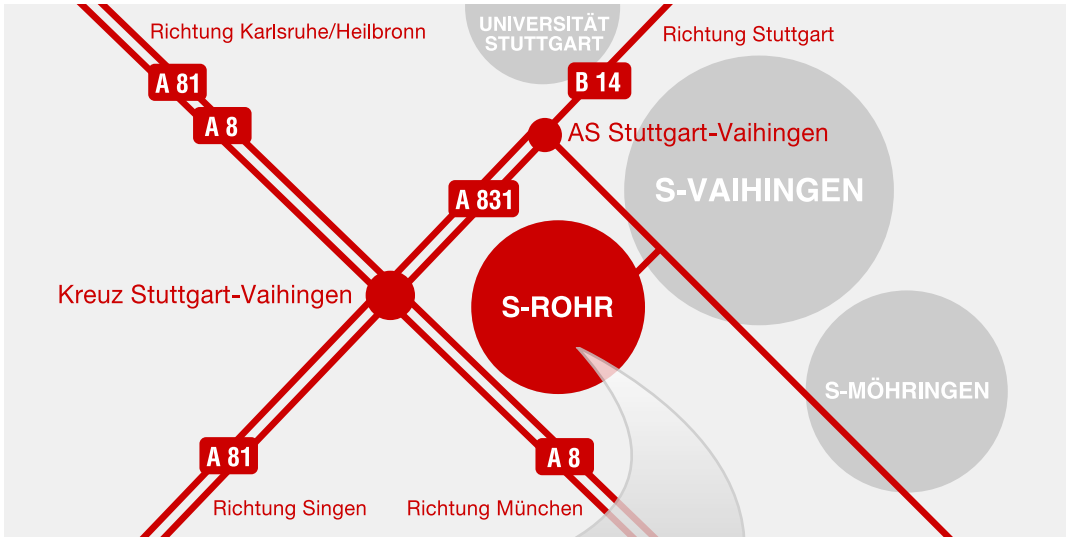 Richtung Karlsruhe/Heilbronn
UNIVERSITÄT
STUTTGART
Richtung Stuttgart
A 81
B 14
A 8
AS Stuttgart-Vaihingen
A 831
S-VAIHINGEN
Kreuz Stuttgart-Vaihingen
S-ROHR
S-MÖHRINGEN
A 81
A 8
Richtung Singen
Richtung München